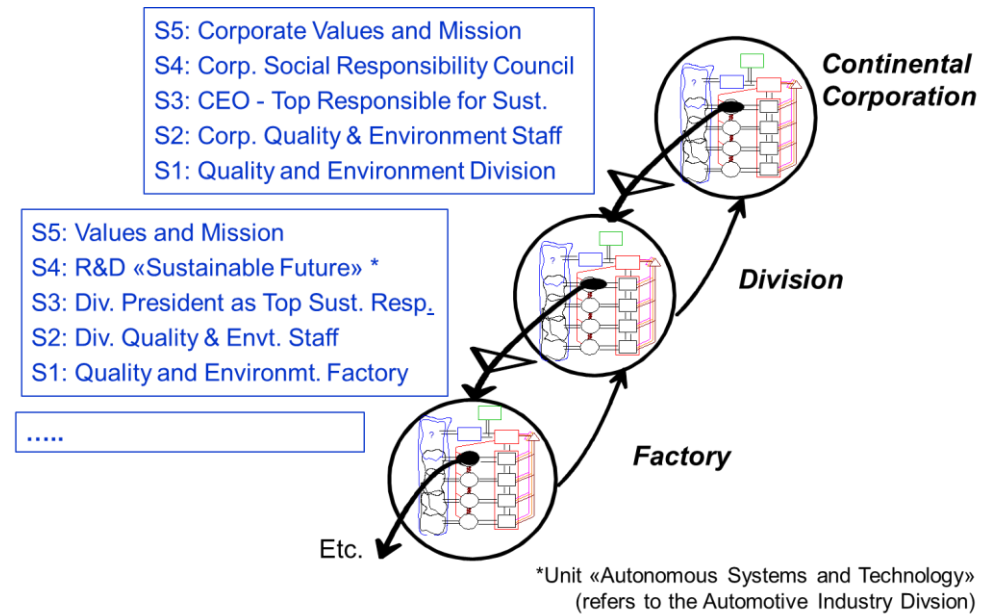 S5: Corporate Values and Mission
S4: Corp. Social Responsibility Council
S3: CEO - Top Responsible for Sust.
S2: Corp. Quality & Environment Staff
S1: Quality and Environment Division
Continental
Corporation
S5: Values and Mission
S4: R&D «Sustainable Future» *
S3: Div. President as Top Sust. Resp.
S2: Div. Quality & Envt. Staff
S1: Quality and Environmt. Factory
Division
.....
Factory
Etc.
*Unit «Autonomous Systems and Technology»
(refers to the Automotive Industry Divsion)
?
?
?